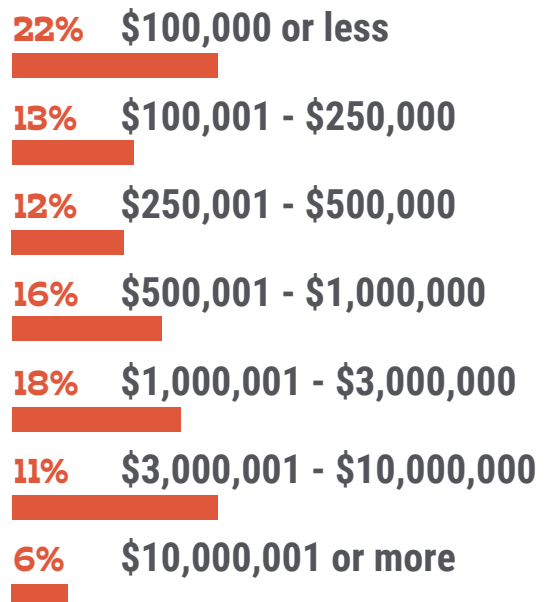 22% $100,000 or less
13% $100,001 - $250,000
12% $250,001 - $500,000
16% $500,001 - $1,000,000
18% $1,000,001 - $3,000,000
11% $3,000,001 - $10,000,000
6% $10,000,001 or more